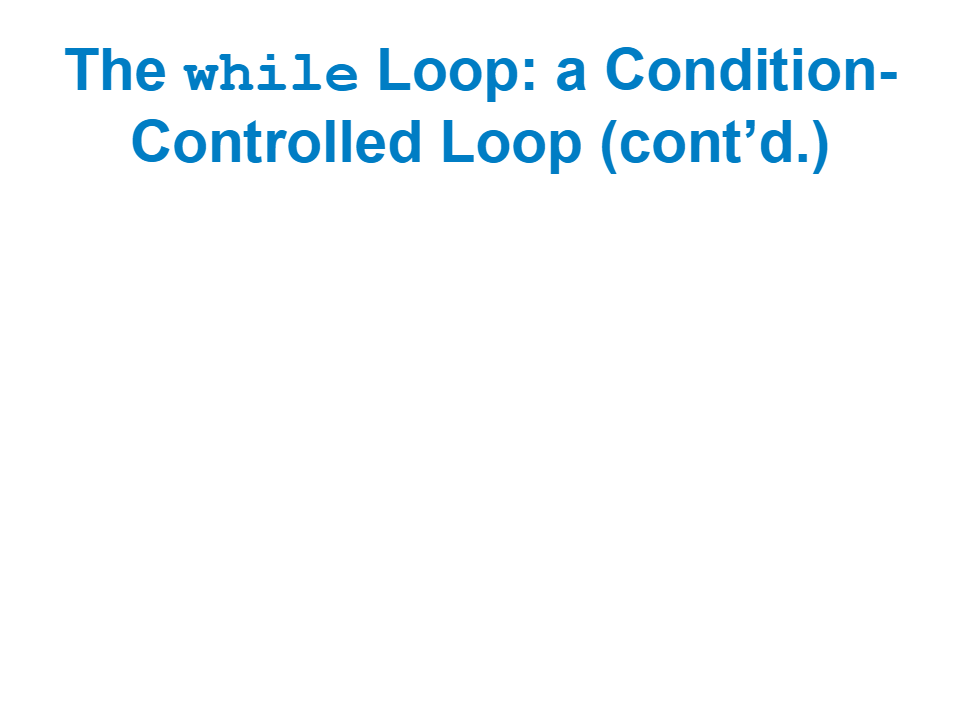 The while Loop: a Condition-
Controlled Loop (cont’d.)